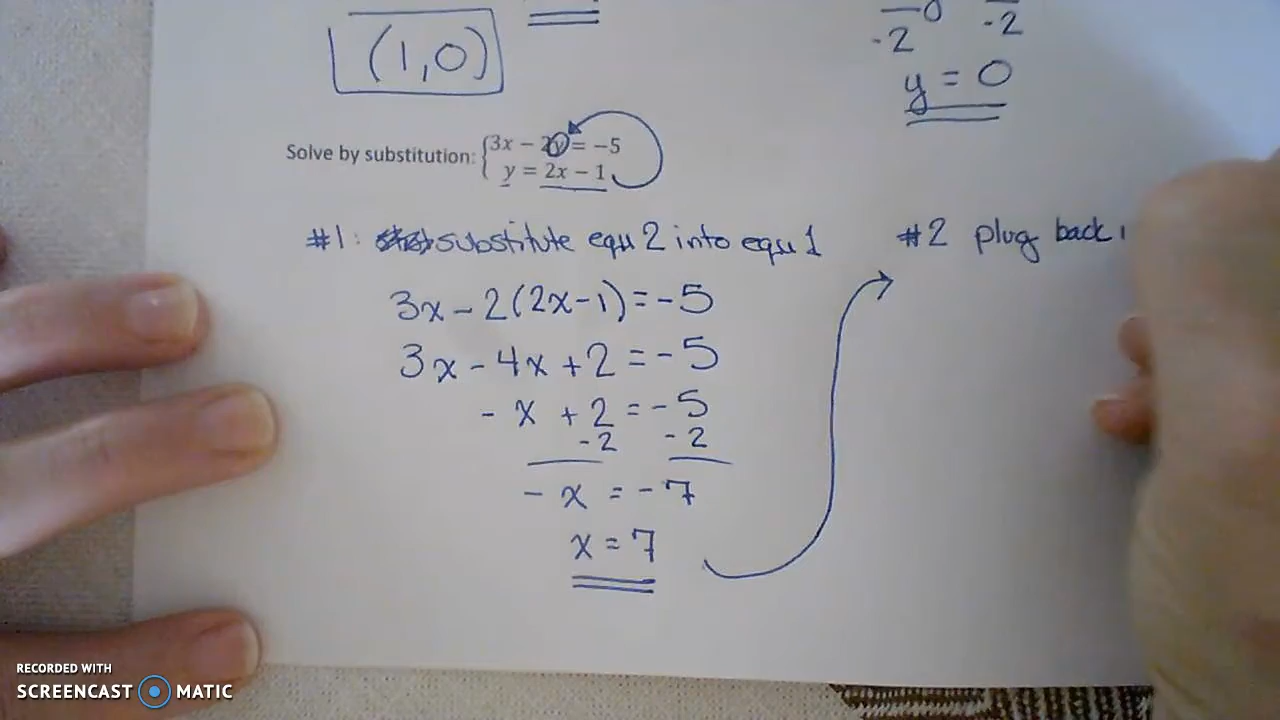 (1,0)
-2 -2
y = 0
Solve by substitution: {3x − 2y = −5
y = 2x − 1
#1: substitute equ 2 into equ 1
#2 plug back
3x - 2(2x-1) = -5
3x - 4x + 2 = -5
- x + 2 = -5
-2 -2
- x = -7
x = 7
RECORDED WITH
SCREENCAST MATIC